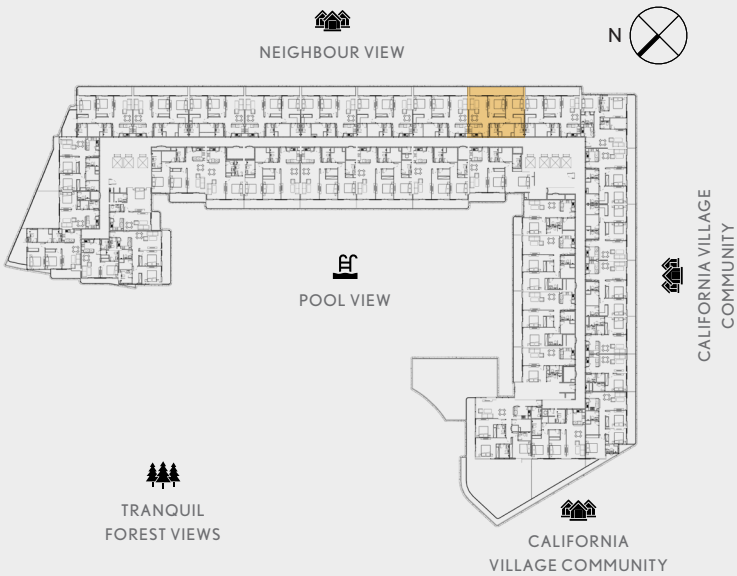 NEIGHBOUR VIEW
N
POOL VIEW
CALIFORNIA VILLAGE
COMMUNITY
TRANQUIL
FOREST VIEWS
CALIFORNIA
VILLAGE COMMUNITY